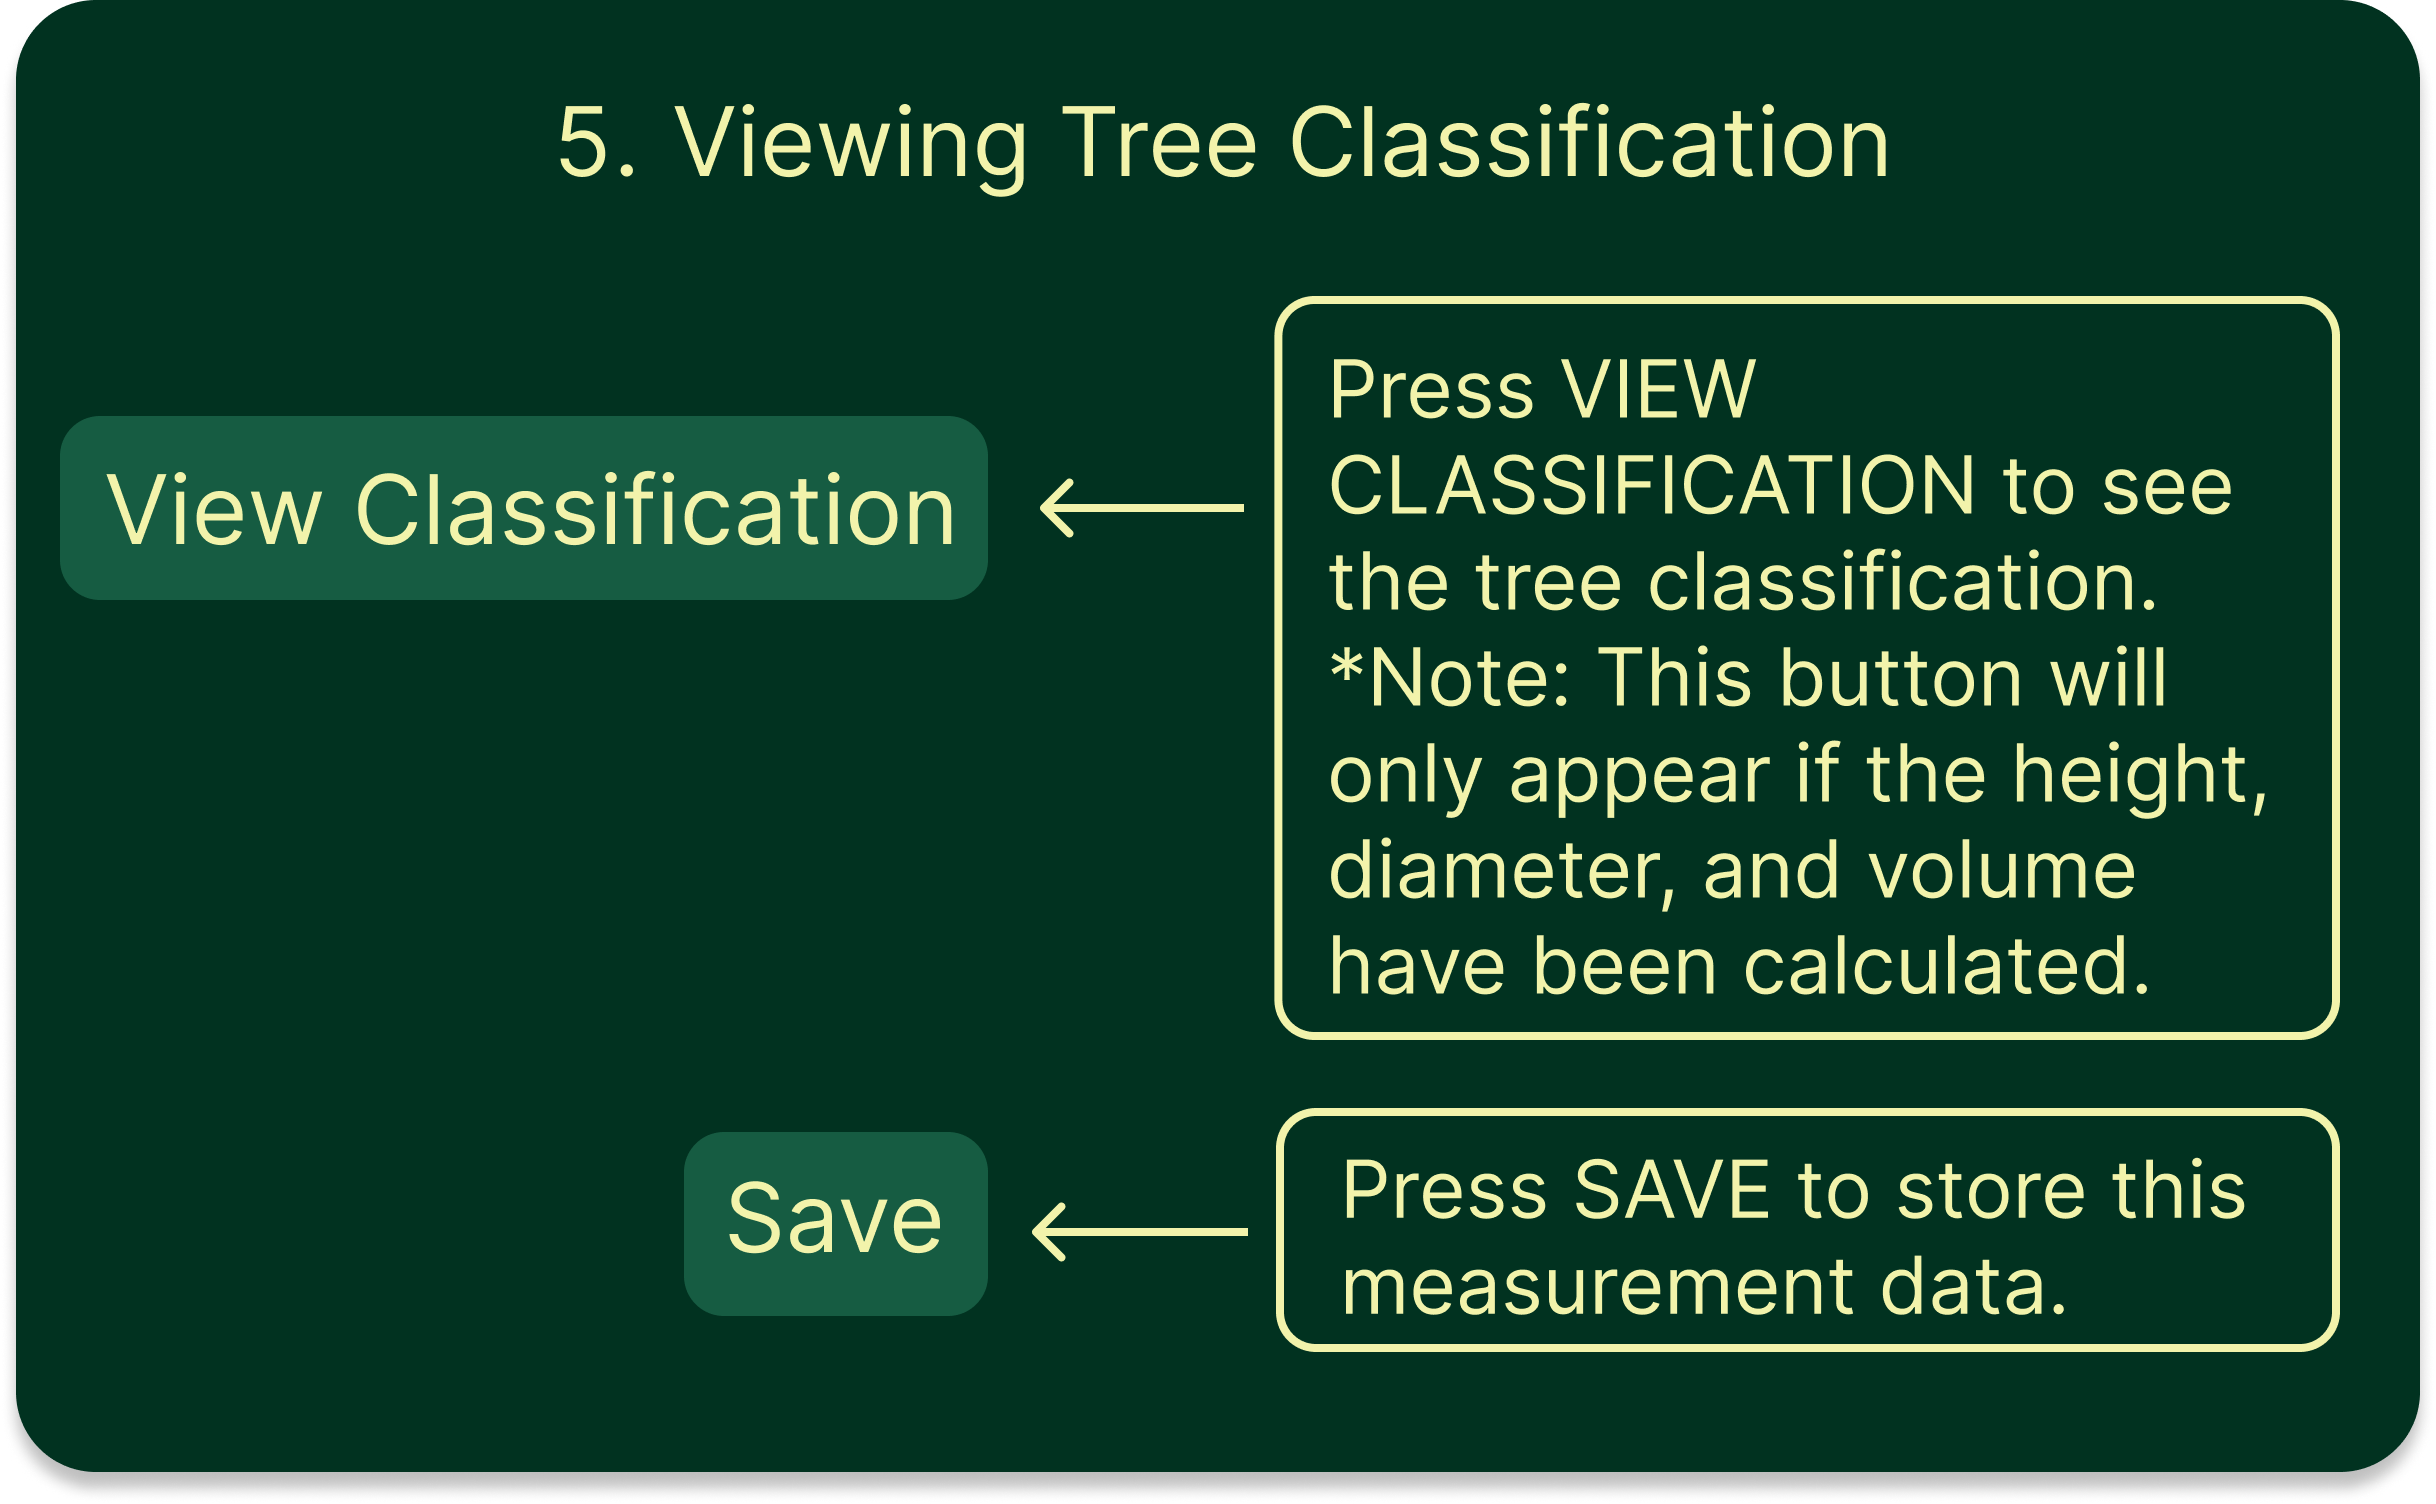 5. Viewing Tree Classification
View Classification
Press VIEW
CLASSIFICATION to see
the tree classification.
*Note: This button will
only appear if the height,
diameter, and volume
have been calculated.
Save
Press SAVE to store this
measurement data.